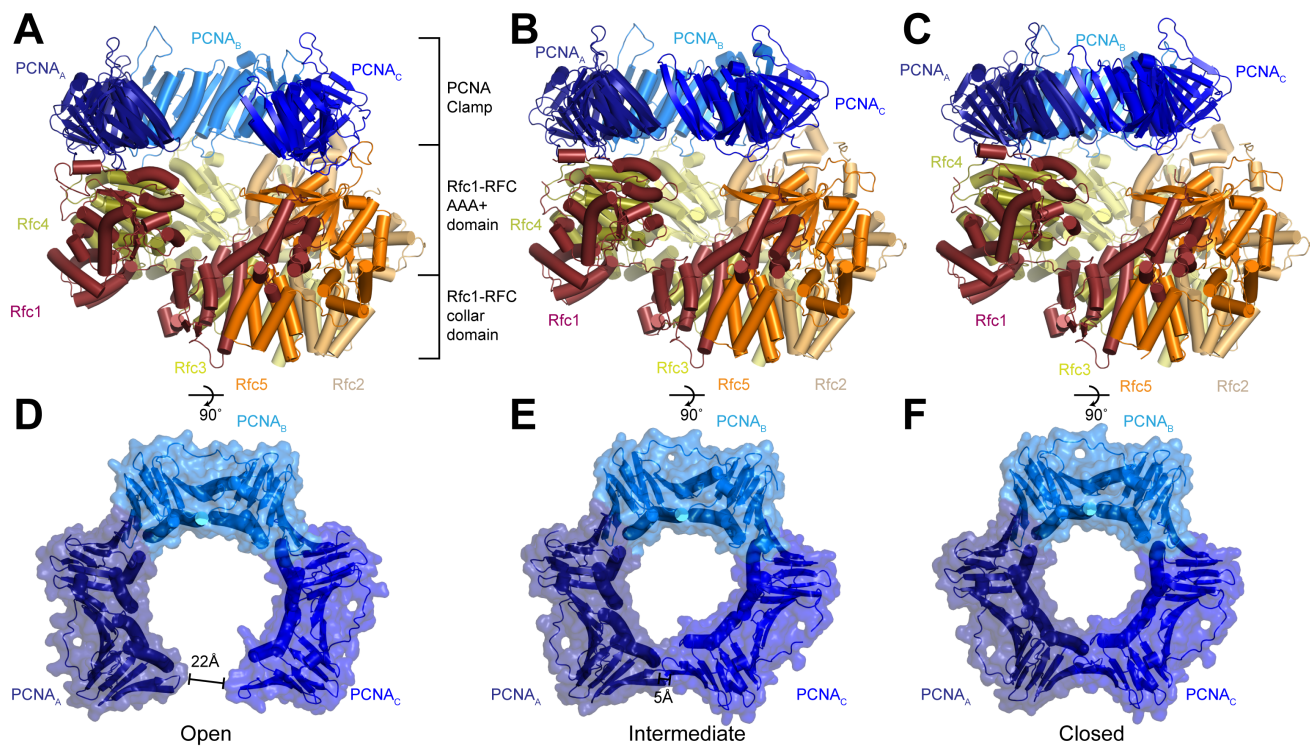 A
PCNA_A
PCNA_B
PCNA_C
PCNA
Clamp
Rfc1-RFC
AAA+
domain
Rfc1-RFC
collar
domain
Rfc4
Rfc1
Rfc3
Rfc5
Rfc2
90°
B
PCNA_A
PCNA_B
PCNA_C
Rfc4
Rfc1
Rfc3
Rfc5
Rfc2
90°
C
PCNA_A
PCNA_B
PCNA_C
Rfc4
Rfc1
Rfc3
Rfc5
Rfc2
90°
D
PCNA_B
22Å
PCNA_A
PCNA_C
Open
E
PCNA_B
5Å
PCNA_A
PCNA_C
Intermediate
F
PCNA_B
PCNA_A
PCNA_C
Closed